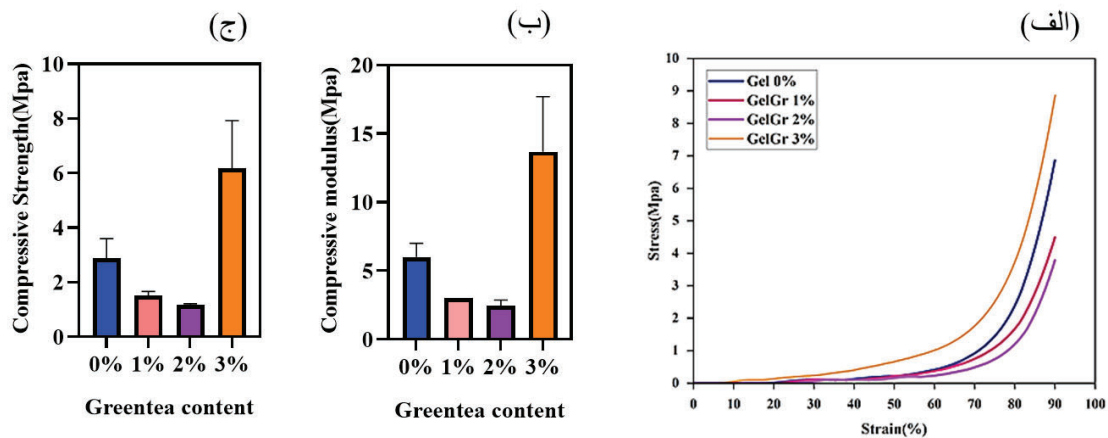 (ج)
Compressive Strength(Mpa)
10
8
6
4
2
0
0% 1% 2% 3%
Greentea content
(ب)
Compressive modulus(Mpa)
20
15
10
5
0
0% 1% 2% 3%
Greentea content
(الف)
Stress(Mpa)
10
9
8
7
6
5
4
3
2
1
0
Gel 0%
GelGr 1%
GelGr 2%
GelGr 3%
0 10 20 30 40 50 60 70 80 90 100
Strain(%)